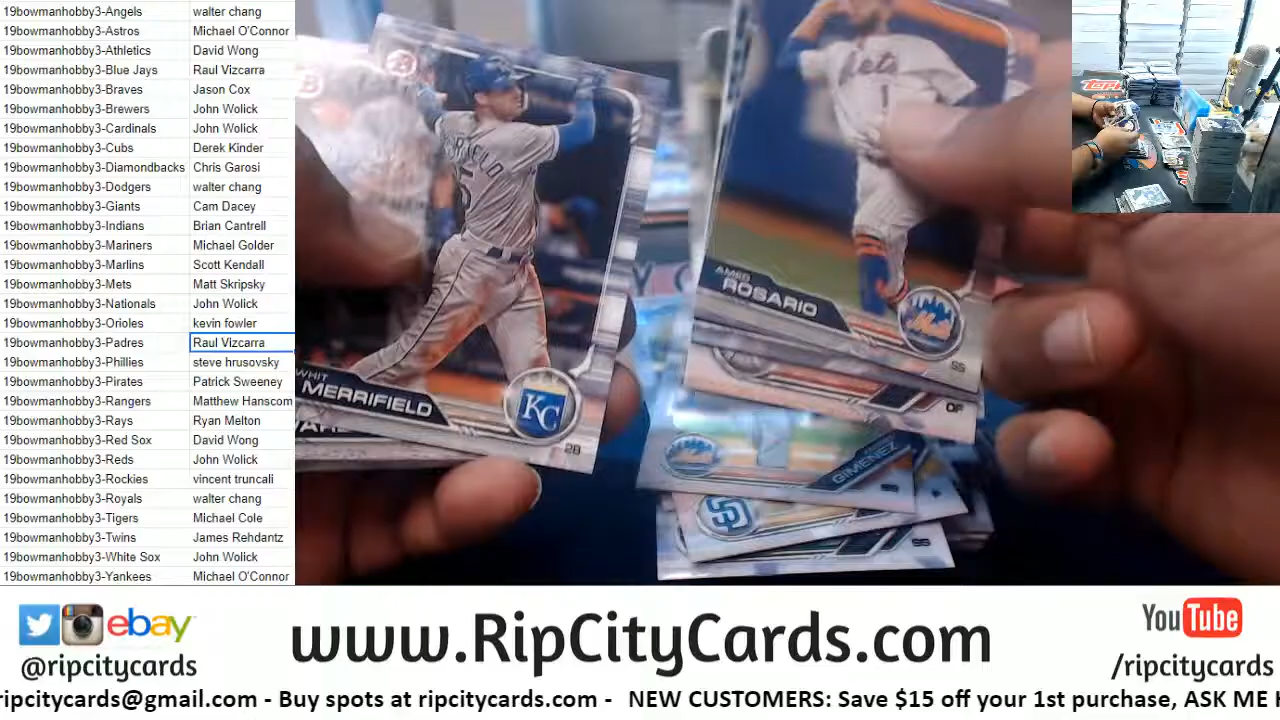 19bowmanhobby3-Angels walter chang
19bowmanhobby3-Astros Michael O'Connor
19bowmanhobby3-Athletics David Wong
19bowmanhobby3-Blue Jays Raul Vizcarra
19bowmanhobby3-Braves Jason Cox
19bowmanhobby3-Brewers John Wolick
19bowmanhobby3-Cardinals John Wolick
19bowmanhobby3-Cubs Derek Kinder
19bowmanhobby3-Diamondbacks Chris Garosi
19bowmanhobby3-Dodgers walter chang
19bowmanhobby3-Giants Cam Dacey
19bowmanhobby3-Indians Brian Cantrell
19bowmanhobby3-Mariners Michael Golder
19bowmanhobby3-Marlins Scott Kendall
19bowmanhobby3-Mets Matt Skripsky
19bowmanhobby3-Nationals John Wolick
19bowmanhobby3-Orioles kevin fowler
19bowmanhobby3-Padres Raul Vizcarra
19bowmanhobby3-Phillies steve hrusovsky
19bowmanhobby3-Pirates Patrick Sweeney
19bowmanhobby3-Rangers Matthew Hanscom
19bowmanhobby3-Rays Ryan Melton
19bowmanhobby3-Red Sox David Wong
19bowmanhobby3-Reds John Wolick
19bowmanhobby3-Rockies vincent truncali
19bowmanhobby3-Royals walter chang
19bowmanhobby3-Tigers Michael Cole
19bowmanhobby3-Twins James Rehdantz
19bowmanhobby3-White Sox John Wolick
19bowmanhobby3-Yankees Michael O'Connor
WHIT
MERRIFIELD
KC
2B
Mets
1
AMED
ROSARIO
Mets
SS
OF
GIMENEZ
SD
SS
ebay
@ripcitycards
www.RipCityCards.com
YouTube
/ripcitycards
ripcitycards@gmail.com - Buy spots at ripcitycards.com - NEW CUSTOMERS: Save $15 off your 1st purchase, ASK ME